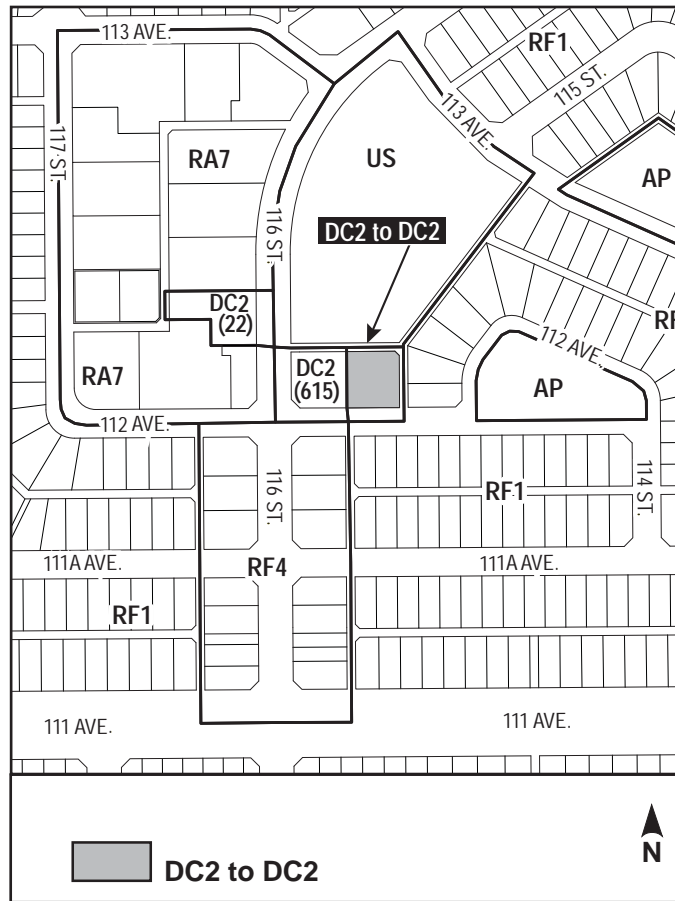 113 AVE.
RF1
115 ST.
113 AVE.
117 ST.
RA7
US
AP
116 ST.
DC2 to DC2
DC2
(22)
RF
112 AVE.
DC2
(615)
RA7
AP
112 AVE.
116 ST.
RF1
114 ST.
111A AVE.
RF4
111A AVE.
RF1
111 AVE.
111 AVE.
N
DC2 to DC2